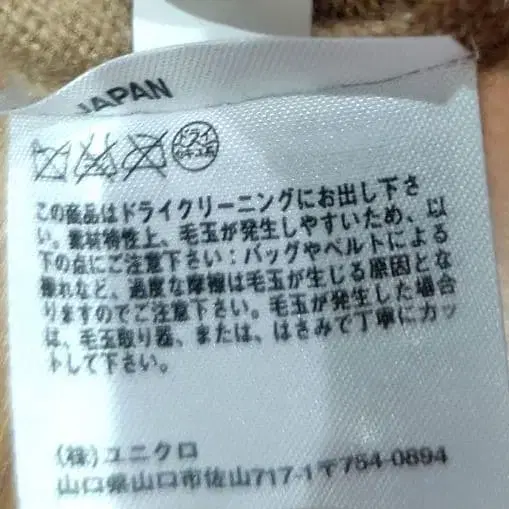 JAPAN
ドライ
セキユ系
この商品はドライクリーニングにお出し下さ
い。素材特性上、毛玉が発生しやすいため、以
下の点にご注意下さい：バッグやベルトによる
擦れなど、過度な摩擦は毛玉が生じる原因とな
りますのでご注意下さい。毛玉が発生した場合
は、毛玉取り器、または、はさみで丁寧にカッ
トして下さい。
(株)ユニクロ
山口県山口市佐山717-1〒754-0894